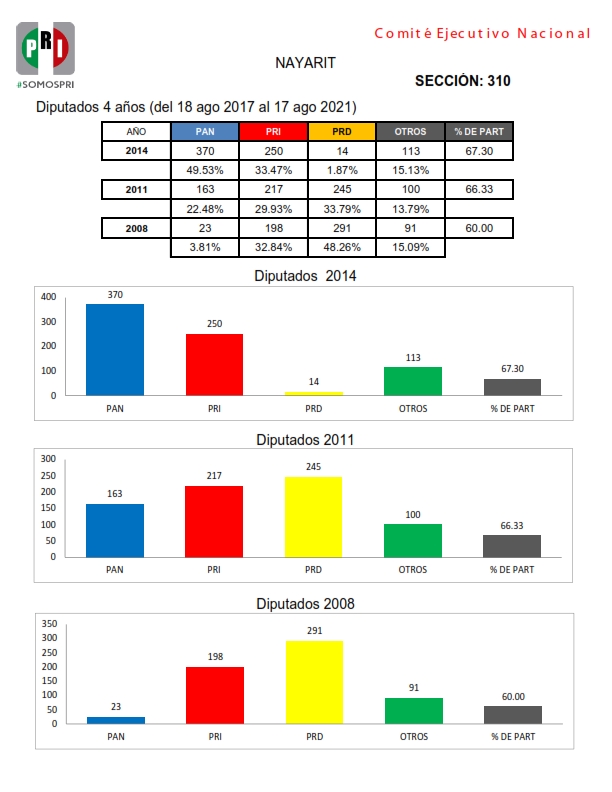 PRI
Comité Ejecutivo Nacional
#SOMOSPRI
NAYARIT
SECCIÓN: 310
Diputados 4 años (del 18 ago 2017 al 17 ago 2021)
AÑO PAN PRI PRD OTROS % DE PART
2014 370 250 14 113 67.30
49.53% 33.47% 1.87% 15.13%
2011 163 217 245 100 66.33
22.48% 29.93% 33.79% 13.79%
2008 23 198 291 91 60.00
3.81% 32.84% 48.26% 15.09%
Diputados 2014
400
300
200
100
0
370
250
14
113
67.30
PAN PRI PRD OTROS % DE PART
Diputados 2011
300
250
200
150
100
50
0
163
217
245
100
66.33
PAN PRI PRD OTROS % DE PART
Diputados 2008
350
300
250
200
150
100
50
0
23
198
291
91
60.00
PAN PRI PRD OTROS % DE PART